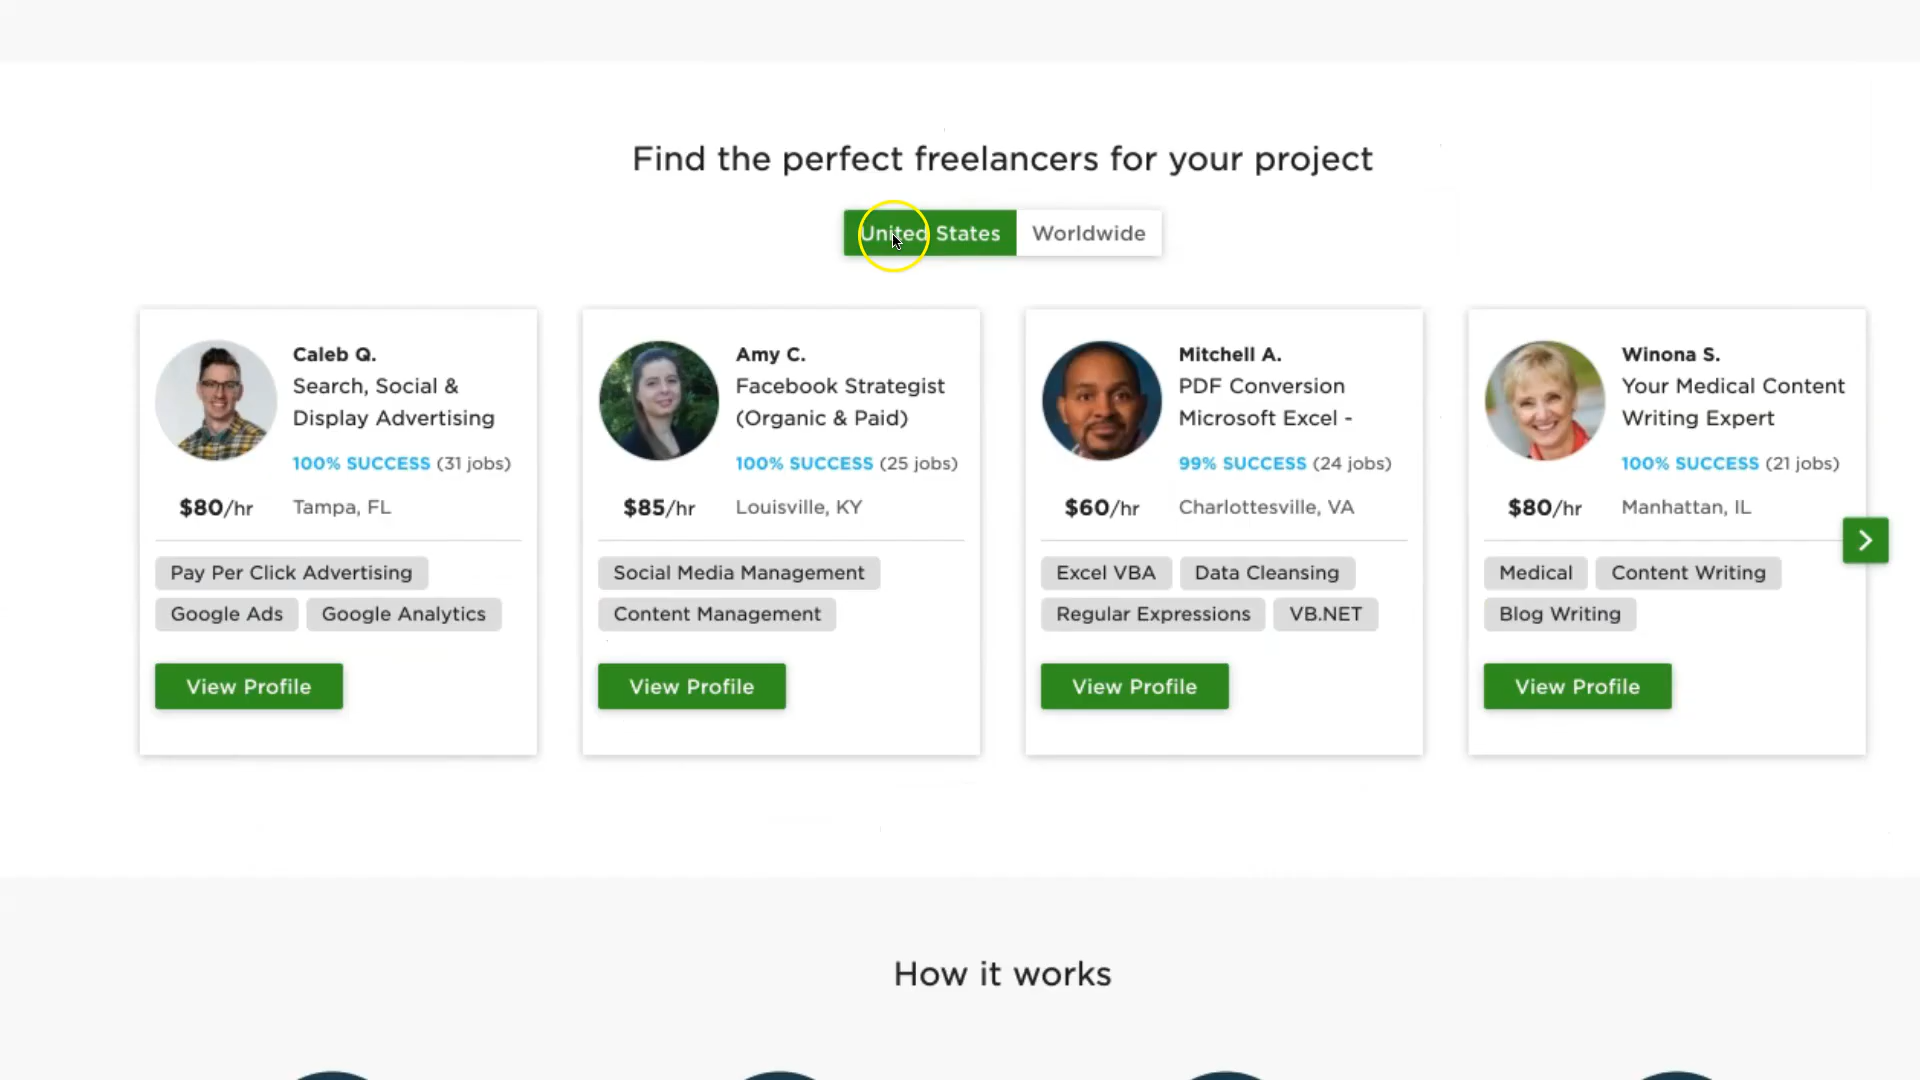 Find the perfect freelancers for your project
United States
Worldwide
Caleb Q.
Search, Social &
Display Advertising
100% SUCCESS (31 jobs)
$80/hr
Tampa, FL
Pay Per Click Advertising
Google Ads
Google Analytics
View Profile
Amy C.
Facebook Strategist
(Organic & Paid)
100% SUCCESS (25 jobs)
$85/hr
Louisville, KY
Social Media Management
Content Management
View Profile
Mitchell A.
PDF Conversion
Microsoft Excel -
99% SUCCESS (24 jobs)
$60/hr
Charlottesville, VA
Excel VBA
Data Cleansing
Regular Expressions
VB.NET
View Profile
Winona S.
Your Medical Content
Writing Expert
100% SUCCESS (21 jobs)
$80/hr
Manhattan, IL
Medical
Content Writing
Blog Writing
View Profile
How it works